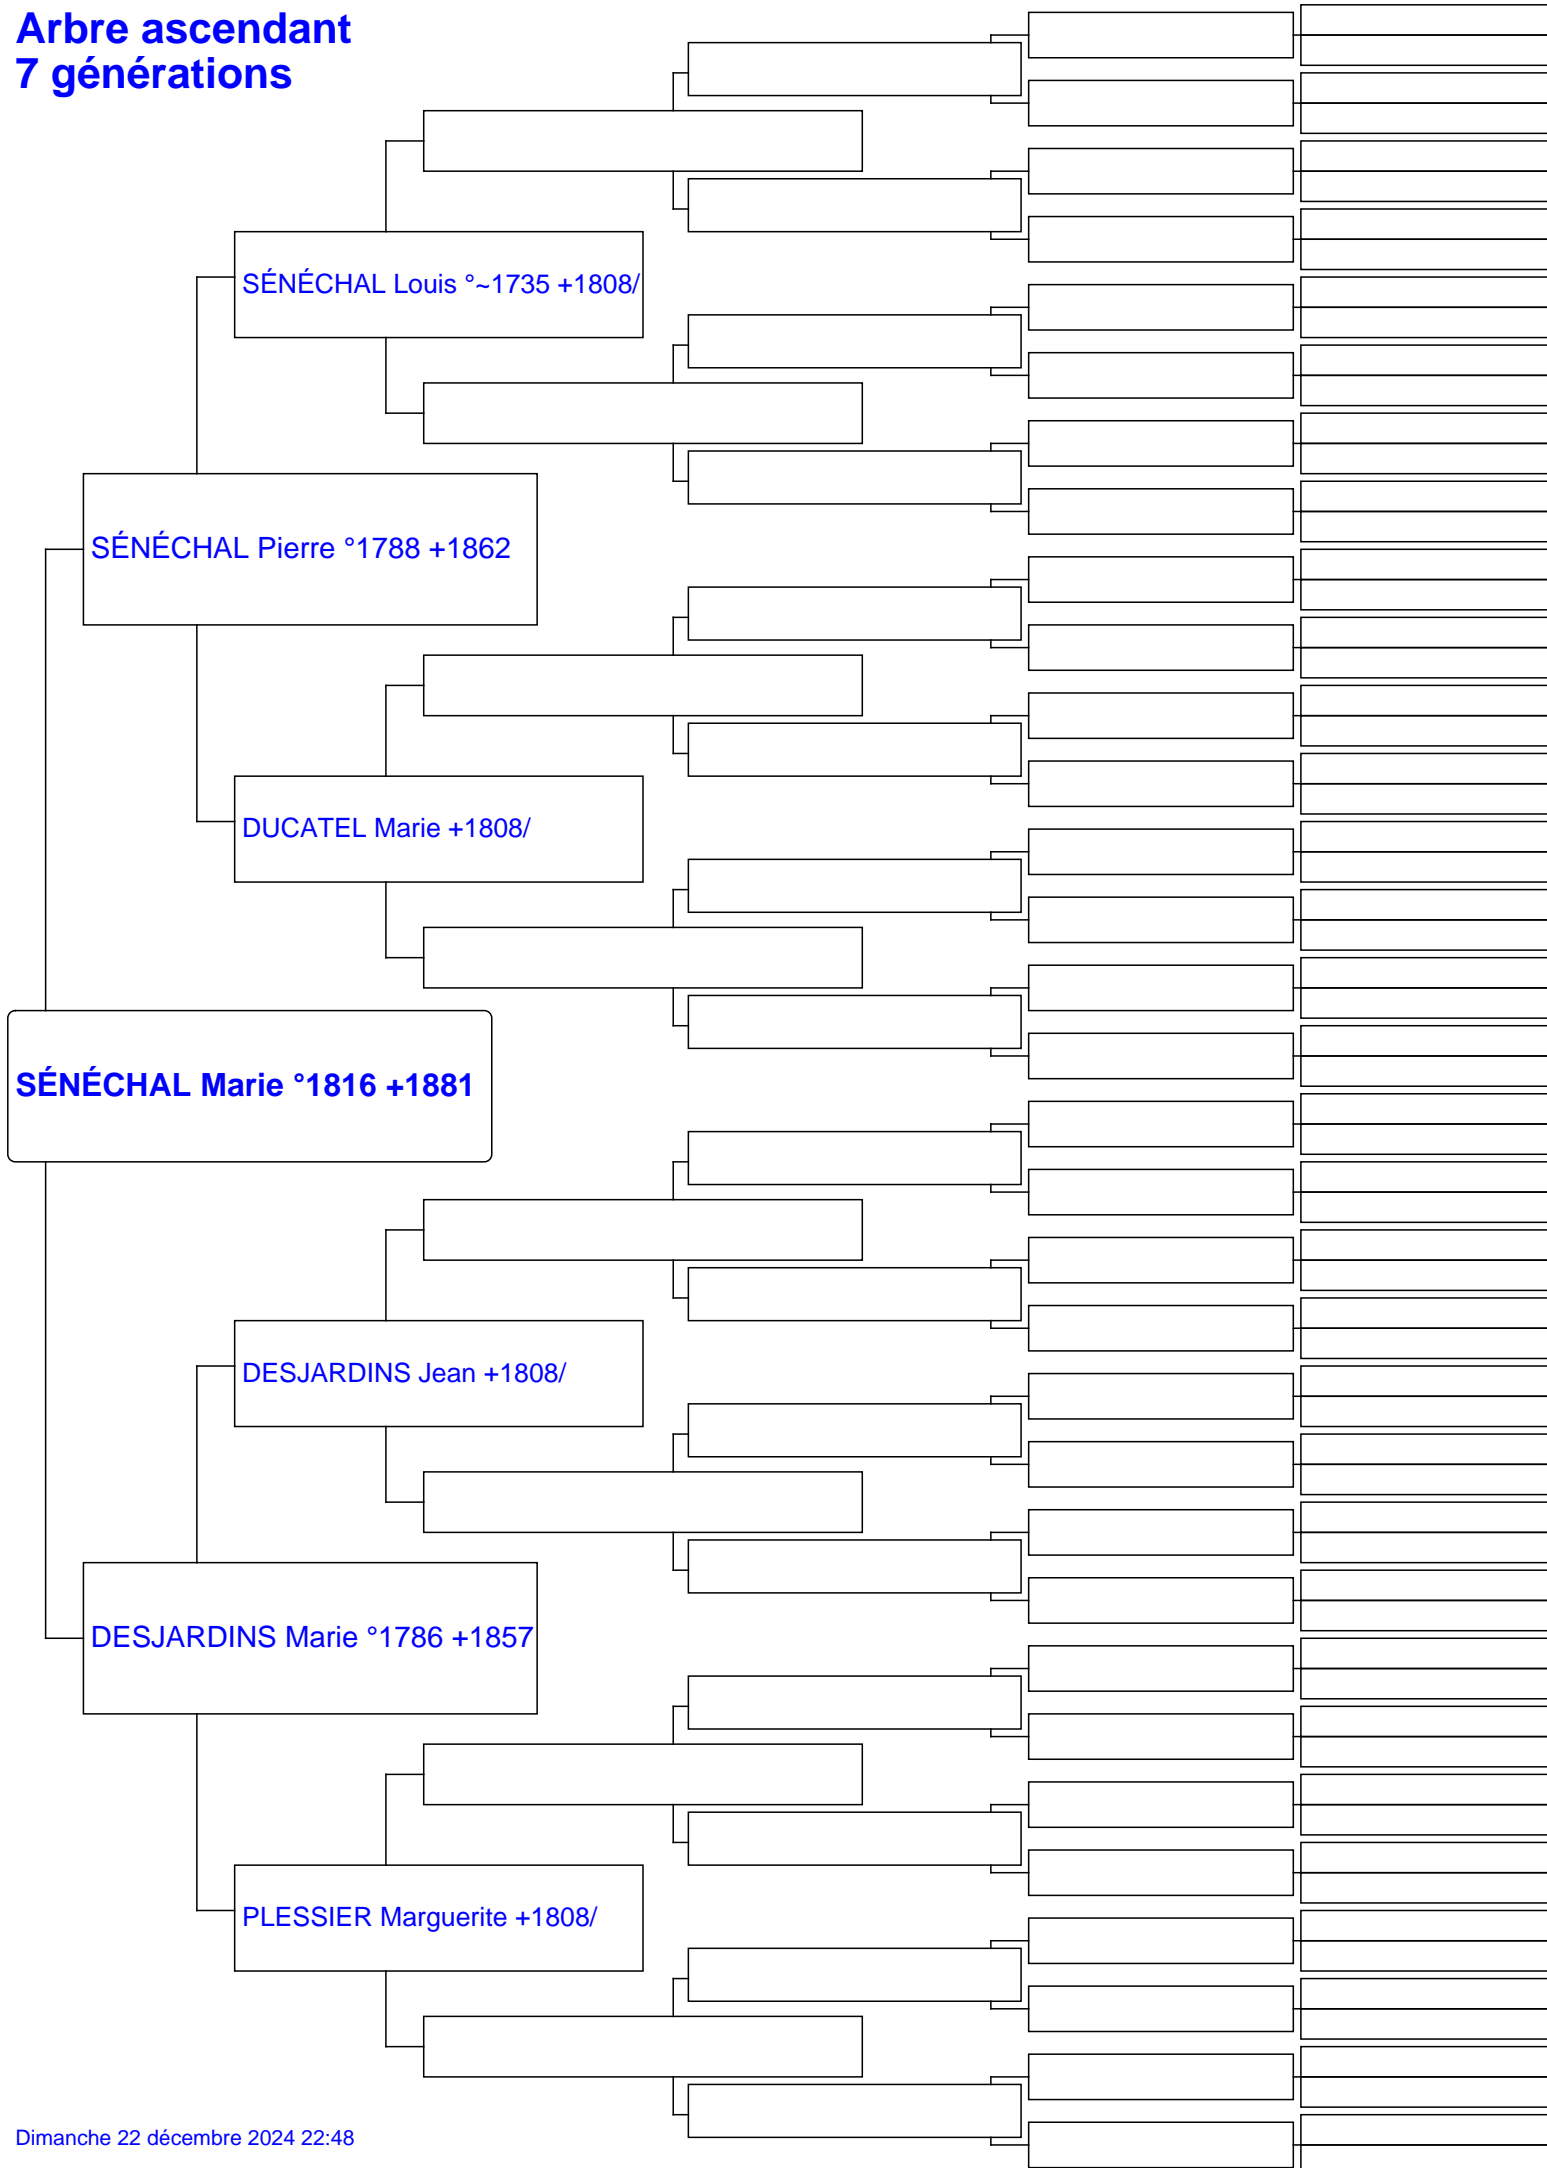 Arbre ascendant
7 générations
SÉNÉCHAL Louis °~1735 +1808/
SÉNÉCHAL Pierre °1788 +1862
DUCATEL Marie +1808/
SÉNÉCHAL Marie °1816 +1881
DESJARDINS Jean +1808/
DESJARDINS Marie °1786 +1857
PLESSIER Marguerite +1808/
Dimanche 22 décembre 2024 22:48